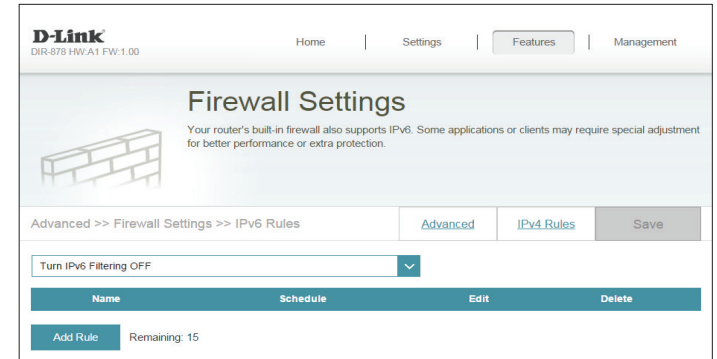 D-Link
DIR-878 HW:A1 FW:1.00
Home
Settings
Features
Management
Firewall Settings
Your router's built-in firewall also supports IPv6. Some applications or clients may require special adjustment
for better performance or extra protection.
Advanced >> Firewall Settings >> IPv6 Rules
Advanced
IPv4 Rules
Save
Turn IPv6 Filtering OFF
Name
Schedule
Edit
Delete
Add Rule
Remaining: 15